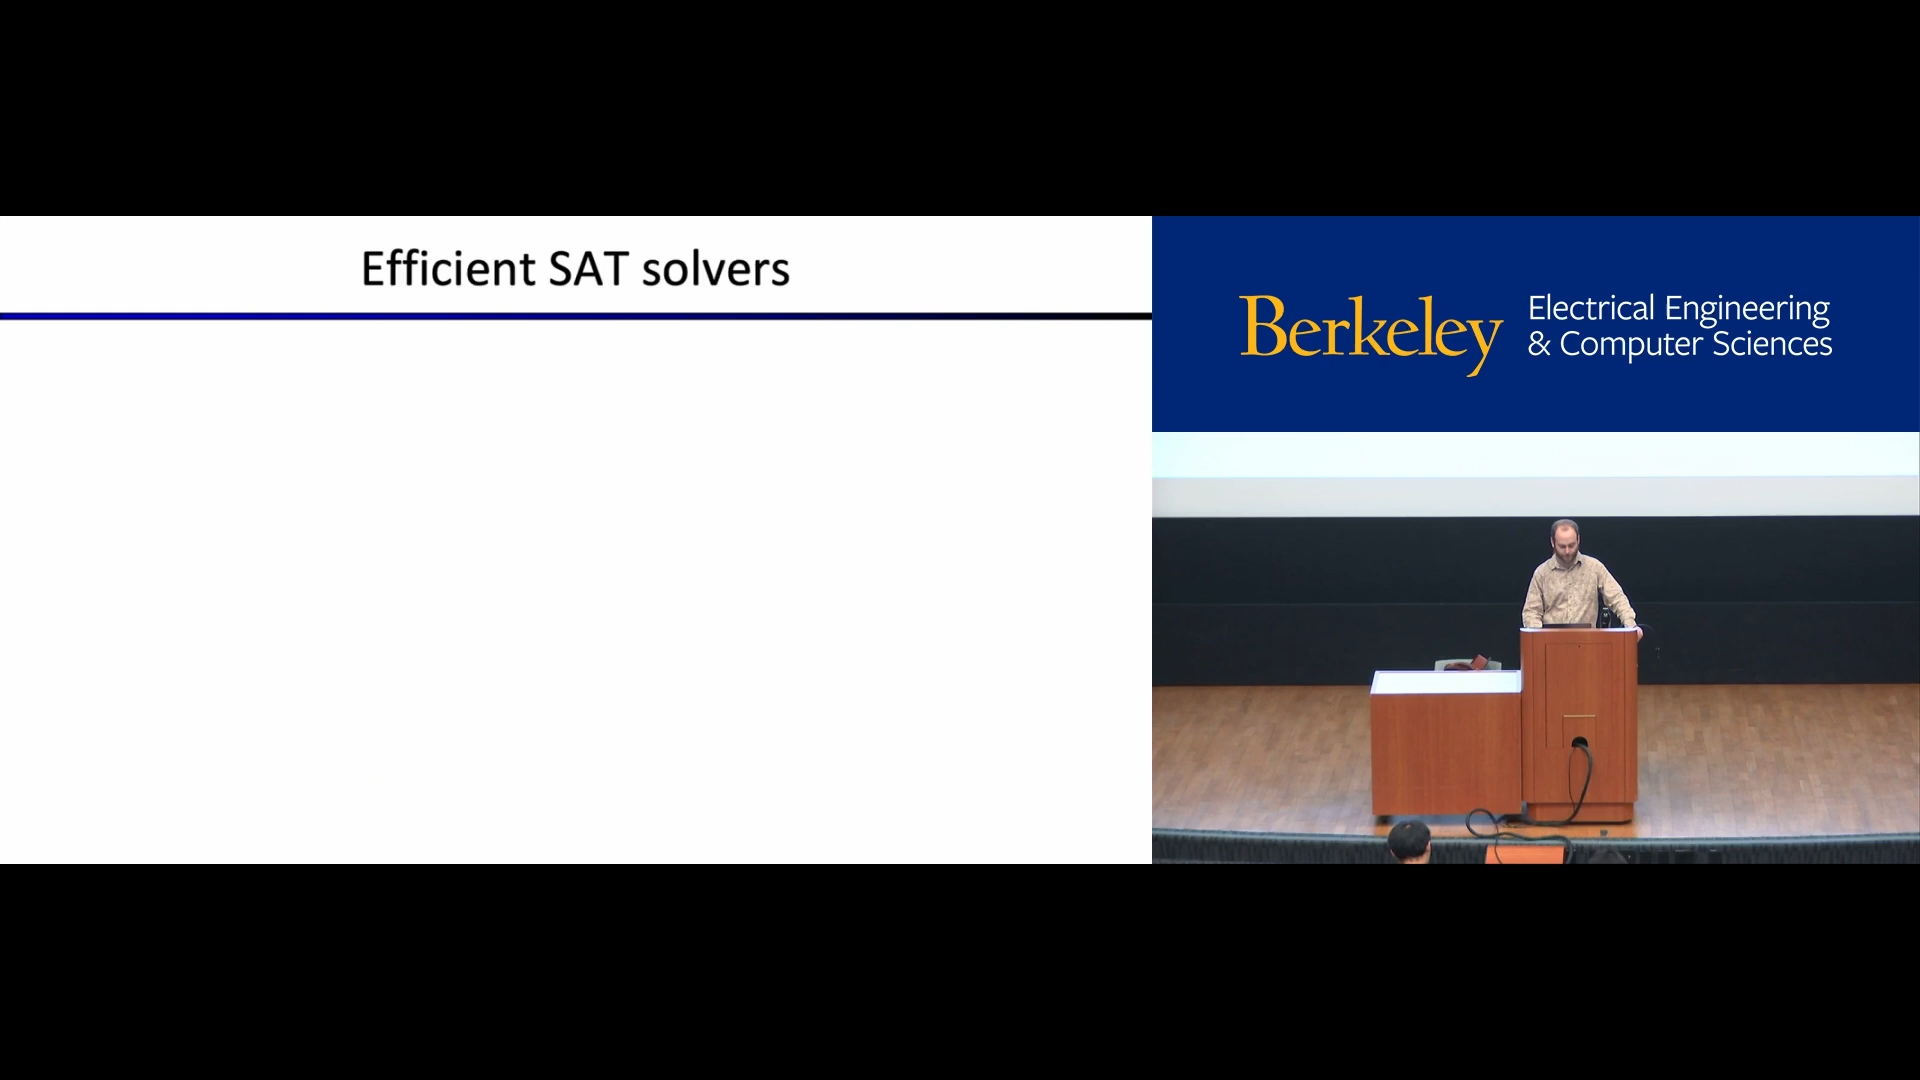 Efficient SAT solvers
Berkeley
Electrical Engineering
& Computer Sciences